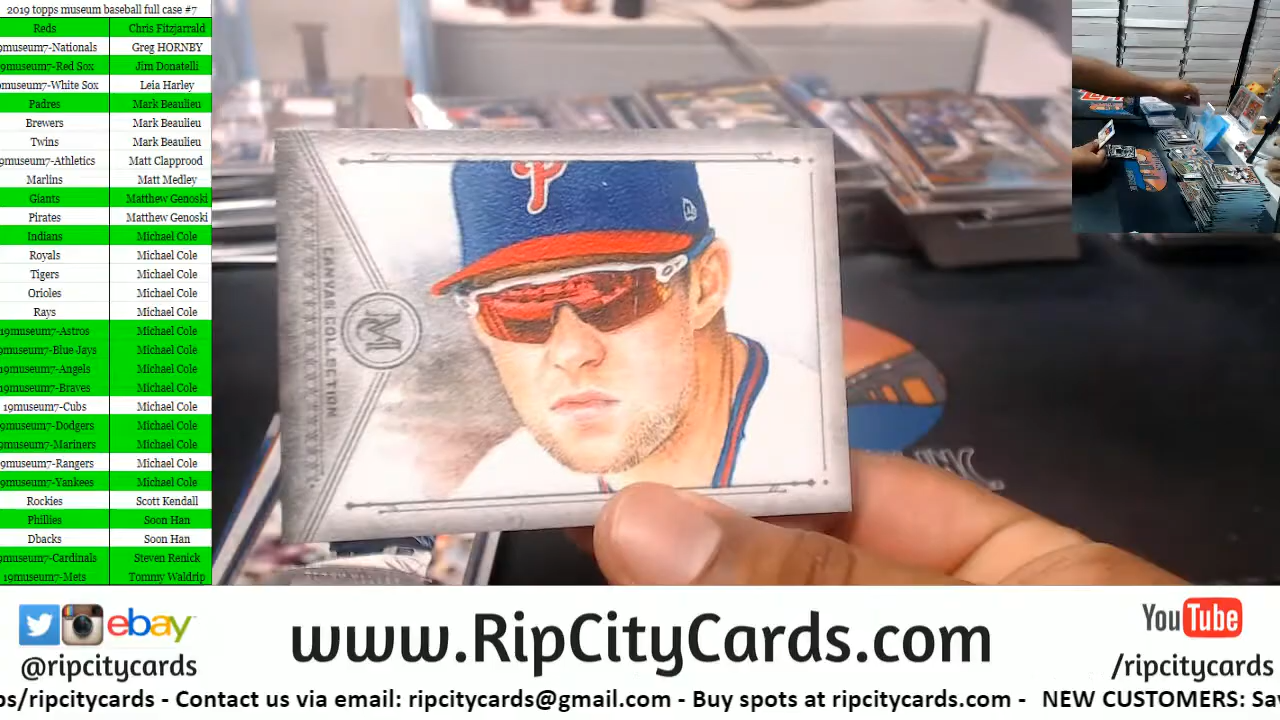 2019 topps museum baseball full case #7
Reds Chris Fitzjarrald
9museum7-Nationals Greg HORNBY
9museum7-Red Sox Jim Donatelli
museum7-White Sox Leia Harley
Padres Mark Beaulieu
Brewers Mark Beaulieu
Twins Mark Beaulieu
9museum7-Athletics Matt Clapprood
Marlins Matt Medley
Giants Matthew Genoski
Pirates Matthew Genoski
Indians Michael Cole
Royals Michael Cole
Tigers Michael Cole
Orioles Michael Cole
Rays Michael Cole
19museum7-Astros Michael Cole
19museum7-Blue Jays Michael Cole
19museum7-Angels Michael Cole
19museum7-Braves Michael Cole
19museum7-Cubs Michael Cole
9museum7-Dodgers Michael Cole
9museum7-Mariners Michael Cole
9museum7-Rangers Michael Cole
9museum7-Yankees Michael Cole
Rockies Scott Kendall
Phillies Soon Han
Dbacks Soon Han
9museum7-Cardinals Steven Renick
19museum7-Mets Tommy Waldrip
P
M
CANVAS COLLECTION
ebay
@ripcitycards
www.RipCityCards.com
YouTube
/ripcitycards
os/ripcitycards - Contact us via email: ripcitycards@gmail.com - Buy spots at ripcitycards.com - NEW CUSTOMERS: Sa